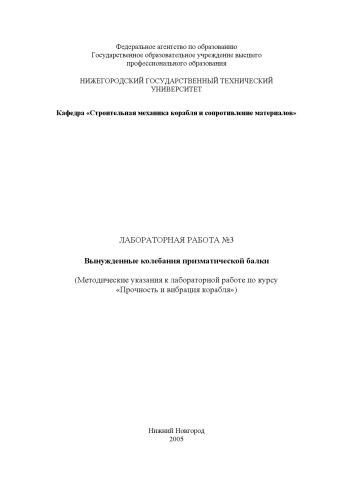 Федеральное агентство по образованию
Государственное образовательное учреждение высшего
профессионального образования
НИЖЕГОРОДСКИЙ ГОСУДАРСТВЕННЫЙ ТЕХНИЧЕСКИЙ
УНИВЕРСИТЕТ
Кафедра «Строительная механика корабля и сопротивление материалов»
ЛАБОРАТОРНАЯ РАБОТА №3
Вынужденные колебания призматической балки
(Методические указания к лабораторной работе по курсу
«Прочность и вибрация корабля»)
Нижний Новгород
2005